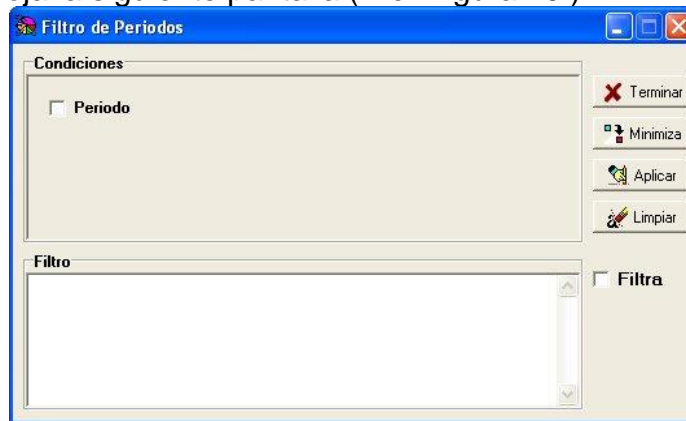 Filtro de Periodos
Condiciones
Periodo
Terminar
Minimiza
Aplicar
Limpiar
Filtro
Filtra